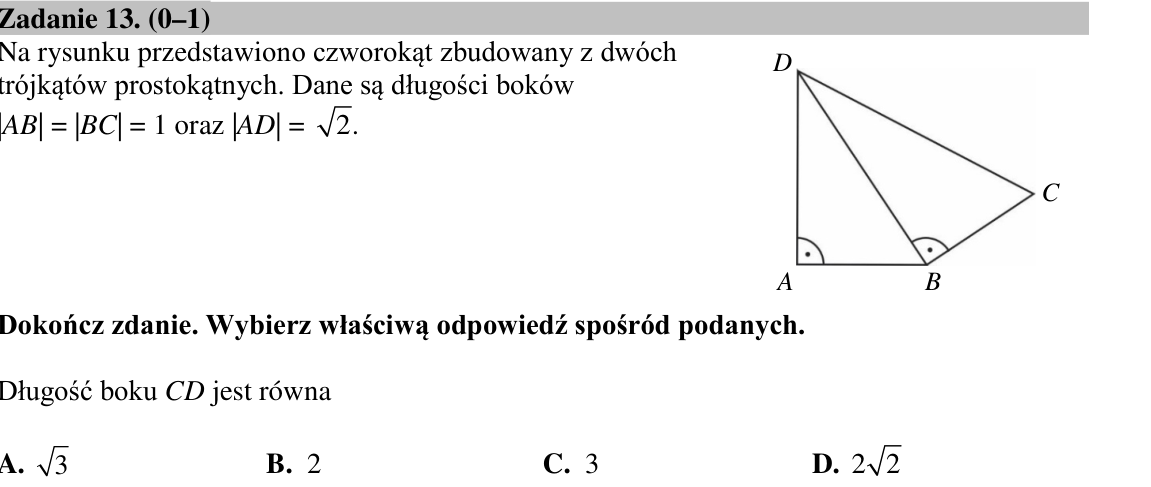 Zadanie 13. (0–1)
Na rysunku przedstawiono czworokąt zbudowany z dwóch
trójkątów prostokątnych. Dane są długości boków
|AB| = |BC| = 1 oraz |AD| = √2.
D
C
A
B
Dokończ zdanie. Wybierz właściwą odpowiedź spośród podanych.
Długość boku CD jest równa
A. √3 B. 2 C. 3 D. 2√2